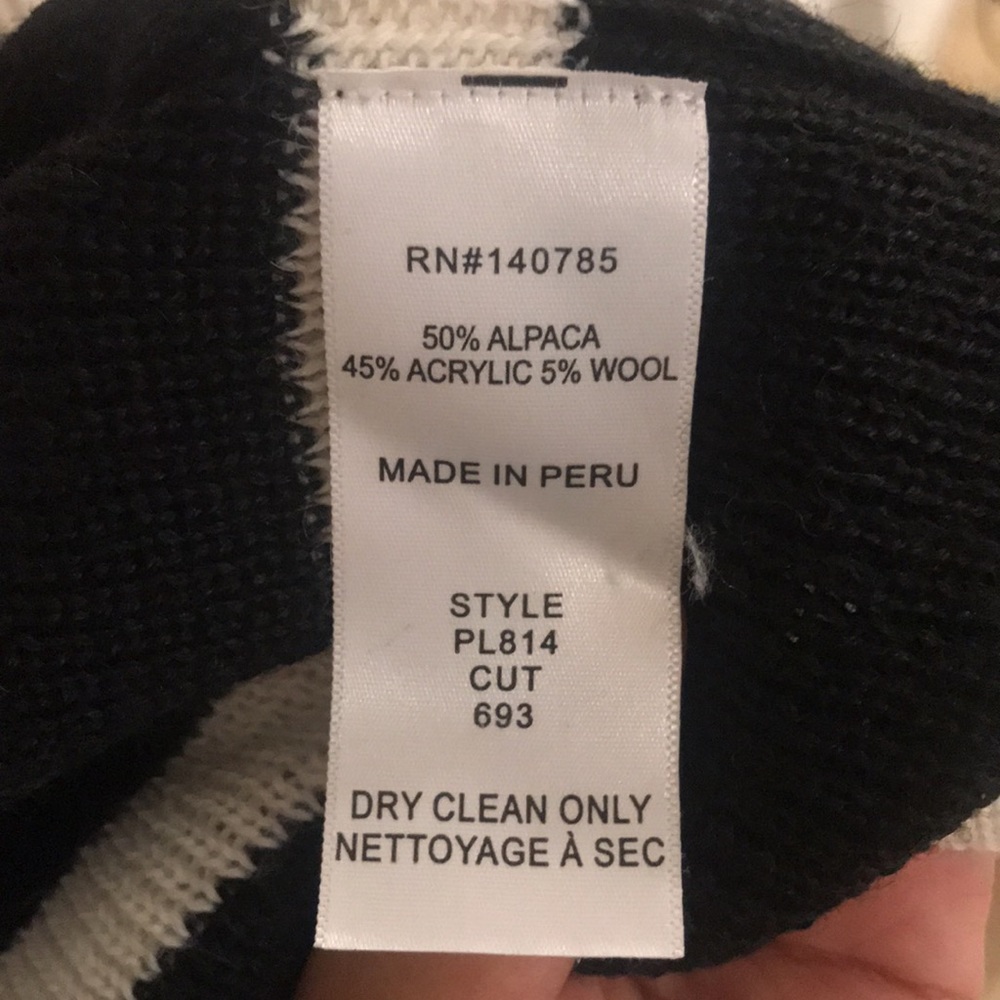 RN#140785
50% ALPACA
45% ACRYLIC 5% WOOL
MADE IN PERU
STYLE
PL814
CUT
693
DRY CLEAN ONLY
NETTOYAGE À SEC